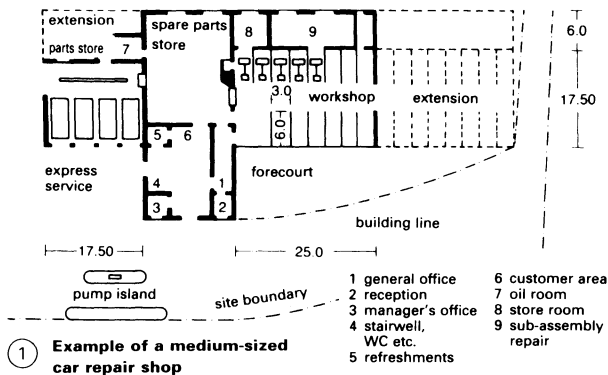 extension
spare parts
store
8
9
6.0
parts store
7
3.0
workshop
extension
17.50
6.0
5
6
express
service
forecourt
4
1
3
2
building line
17.50
25.0
pump island
site boundary
1 general office
2 reception
3 manager's office
4 stairwell,
WC etc.
5 refreshments
6 customer area
7 oil room
8 store room
9 sub-assembly
repair
1 Example of a medium-sized
car repair shop